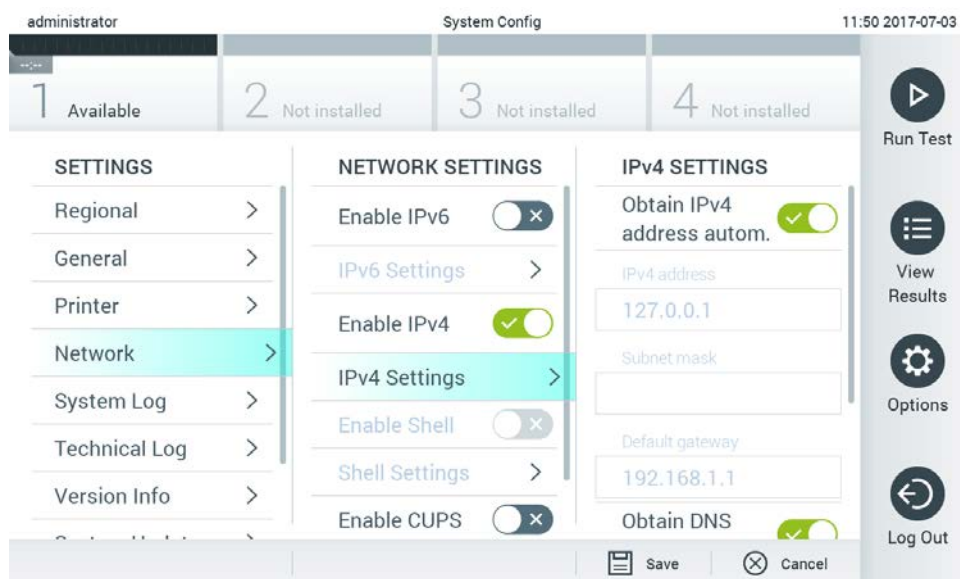 administrator
System Config
11:50 2017-07-03
--:--
1 Available
2 Not installed
3 Not installed
4 Not installed
SETTINGS
Regional
General
Printer
Network
System Log
Technical Log
Version Info
NETWORK SETTINGS
Enable IPv6
IPv6 Settings
Enable IPv4
IPv4 Settings
Enable Shell
Shell Settings
Enable CUPS
IPv4 SETTINGS
Obtain IPv4
address autom.
IPv4 address
127.0.0.1
Subnet mask
Default gateway
192.168.1.1
Obtain DNS
Save
Cancel
Run Test
View
Results
Options
Log Out